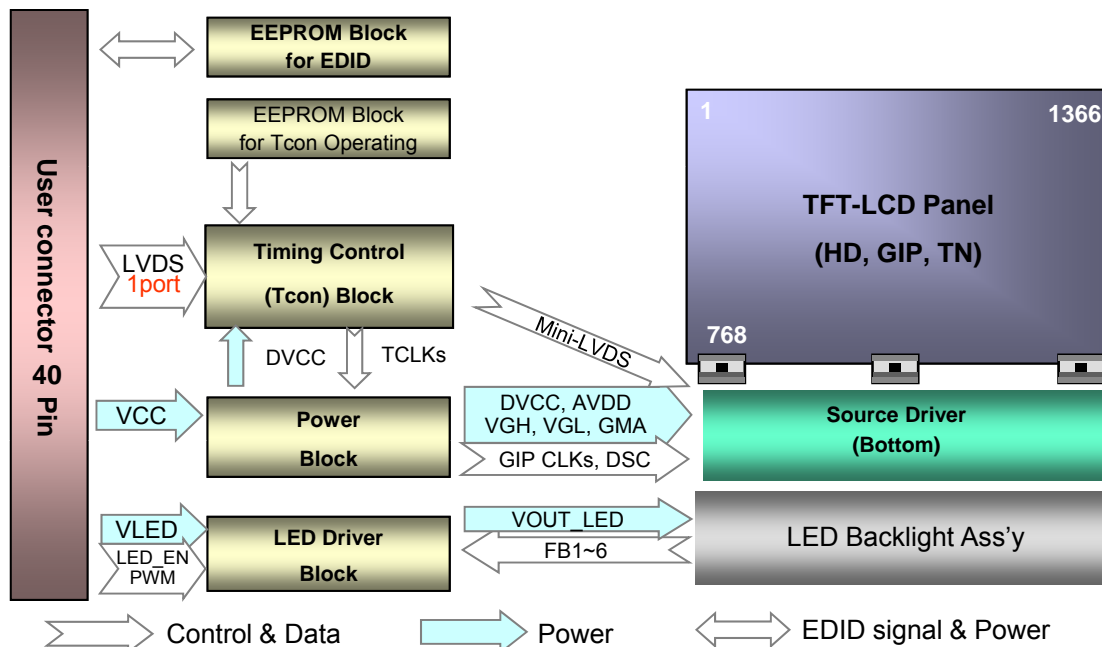 EEPROM Block
for EDID
EEPROM Block
for Tcon Operating
User connector 40 Pin
LVDS
1port
Timing Control
(Tcon) Block
DVCC
TCLKs
Mini-LVDS
1
1366
TFT-LCD Panel
(HD, GIP, TN)
768
VCC
Power
Block
DVCC, AVDD
VGH, VGL, GMA
GIP CLKs, DSC
Source Driver
(Bottom)
VLED
LED_EN
PWM
LED Driver
Block
VOUT_LED
FB1~6
LED Backlight Ass'y
Control & Data
Power
EDID signal & Power